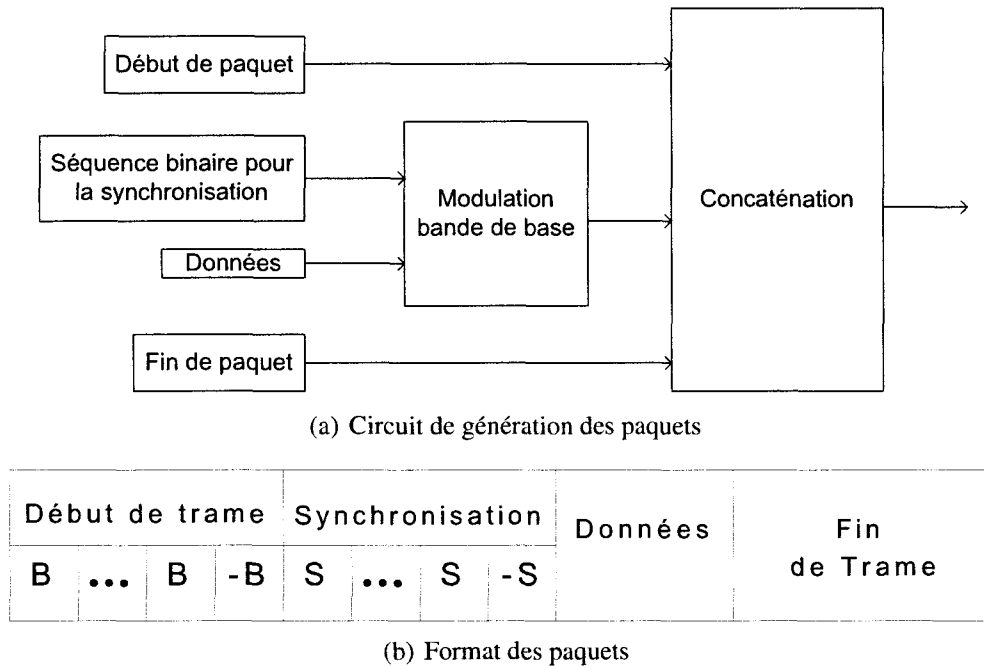 Début de paquet
Séquence binaire pour
la synchronisation
Données
Fin de paquet
Modulation
bande de base
Concaténation
(a) Circuit de génération des paquets
Début de trame
Synchronisation
Données
Fin
de Trame
B ... B -B S ... S -S
(b) Format des paquets